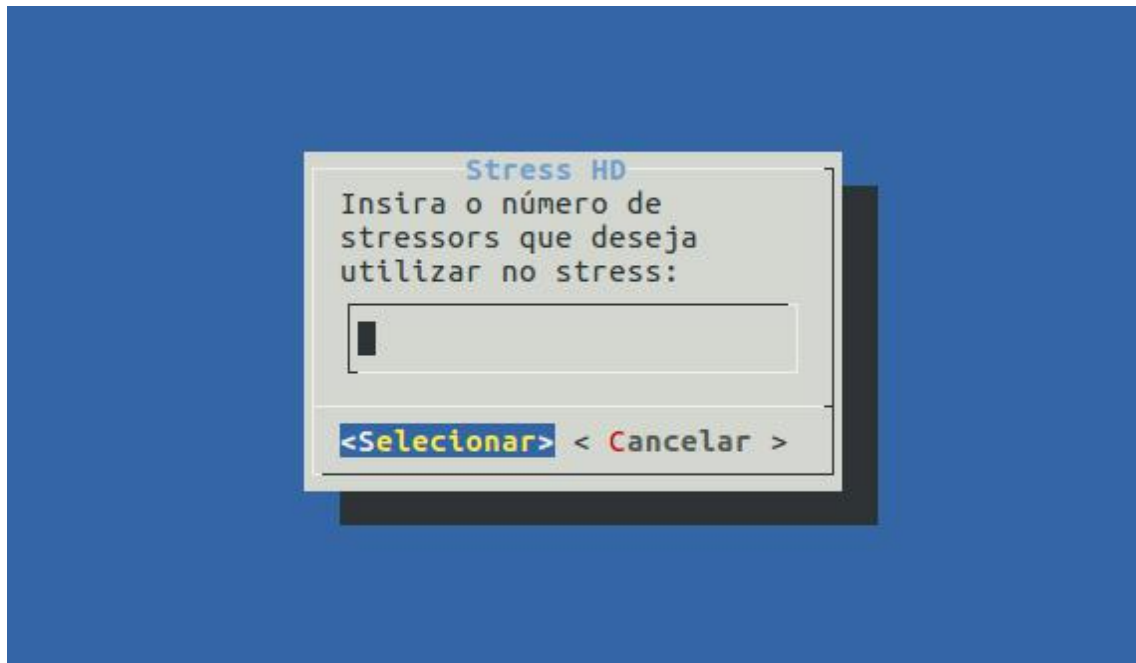 Stress HD
Insira o número de
stressors que deseja
utilizar no stress:
<Selecionar> < Cancelar >